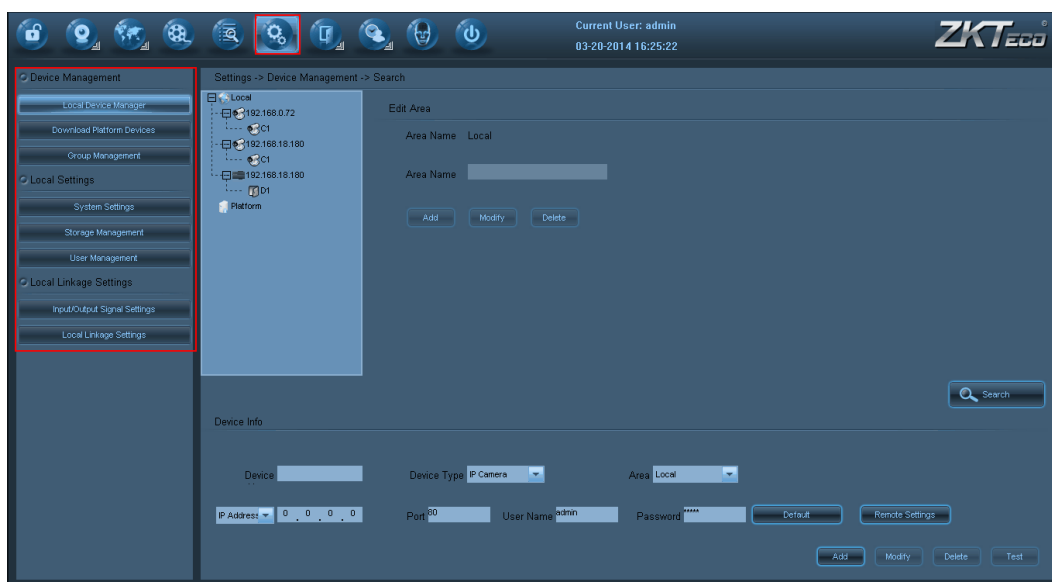 Current User: admin
03-20-2014 16:25:22
ZKTeco
Device Management
Local Device Manager
Download Platform Devices
Group Management
Local Settings
System Settings
Storage Management
User Management
Local Linkage Settings
Input/Output Signal Settings
Local Linkage Settings
Settings -> Device Management -> Search
Local
192.168.0.72
C1
192.168.18.180
C1
192.168.18.180
D1
Platform
Edit Area
Area Name Local
Area Name
Add Modify Delete
Search
Device Info
Device Device Type IP Camera Area Local
IP Address 0 . 0 . 0 . 0 Port 80 User Name admin Password ***** Default Remote Settings
Add Modify Delete Test